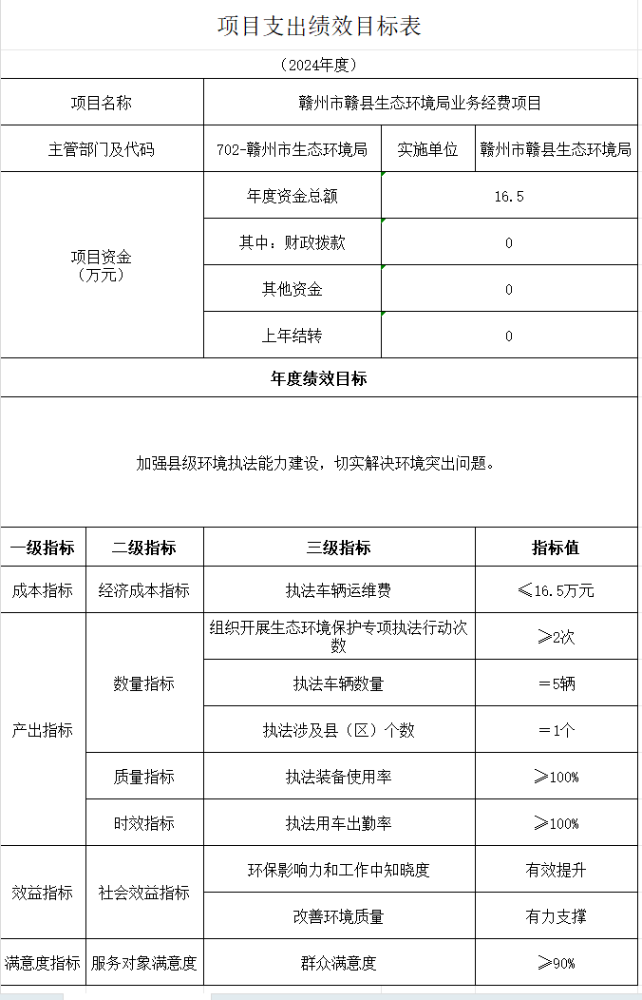 项目支出绩效目标表
（2024年度）
项目名称 赣州市赣县生态环境局业务经费项目
主管部门及代码 702-赣州市生态环境局 实施单位 赣州市赣县生态环境局
项目资金
（万元）
年度资金总额 16.5
其中：财政拨款 0
其他资金 0
上年结转 0
年度绩效目标
加强县级环境执法能力建设，切实解决环境突出问题。
一级指标 二级指标 三级指标 指标值
成本指标 经济成本指标 执法车辆运维费 ≤16.5万元
产出指标 数量指标 组织开展生态环境保护专项执法行动次
数 ≥2次
执法车辆数量 ＝5辆
执法涉及县（区）个数 ＝1个
质量指标 执法装备使用率 ≥100%
时效指标 执法用车出勤率 ≥100%
效益指标 社会效益指标 环保影响力和工作中知晓度 有效提升
改善环境质量 有力支撑
满意度指标 服务对象满意度 群众满意度 ≥90%